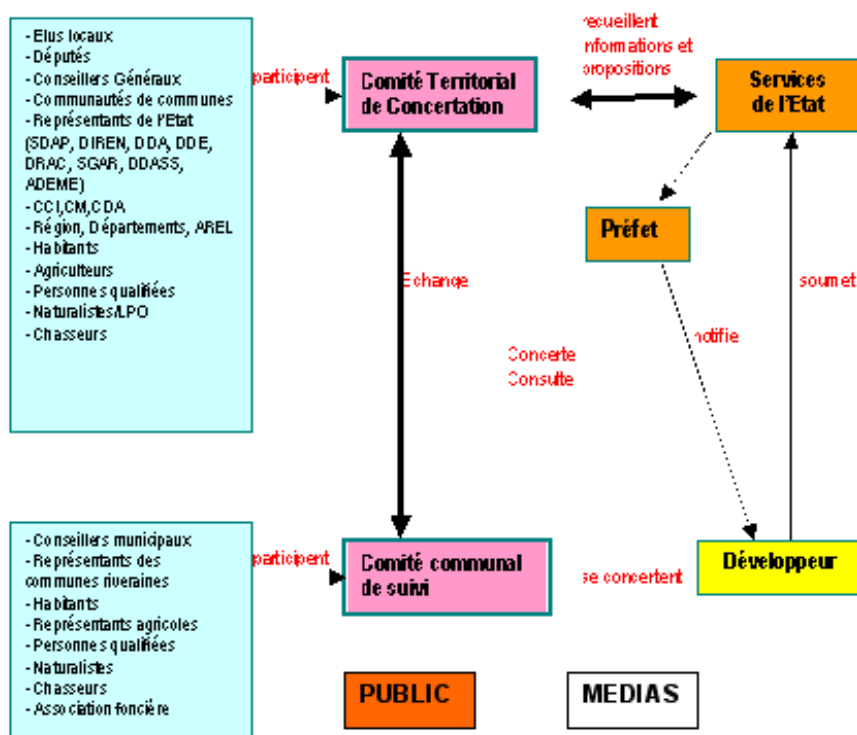 - Elus locaux
- Députés
- Conseillers Généraux
- Communautés de communes
- Représentants de l'Etat
(SDAP, DIREN, DDA, DDE,
DRAC, SGAR, DDASS,
ADEME)
- CCI,CM,CDA
- Région, Départements, AREL
- Habitants
- Agriculteurs
- Personnes qualifiées
- Naturalistes/LPO
- Chasseurs
participent
Comité Territorial
de Concertation
recueillent
informations et
propositions
Services
de l'Etat
Préfet
Echange
soumet
notifie
Concerte
Consulte
- Conseillers municipaux
- Représentants des
communes riveraines
- Habitants
- Représentants agricoles
- Personnes qualifiées
- Naturalistes
- Chasseurs
- Association foncière
participent
Comité communal
de suivi
se concertent
Développeur
PUBLIC
MEDIAS